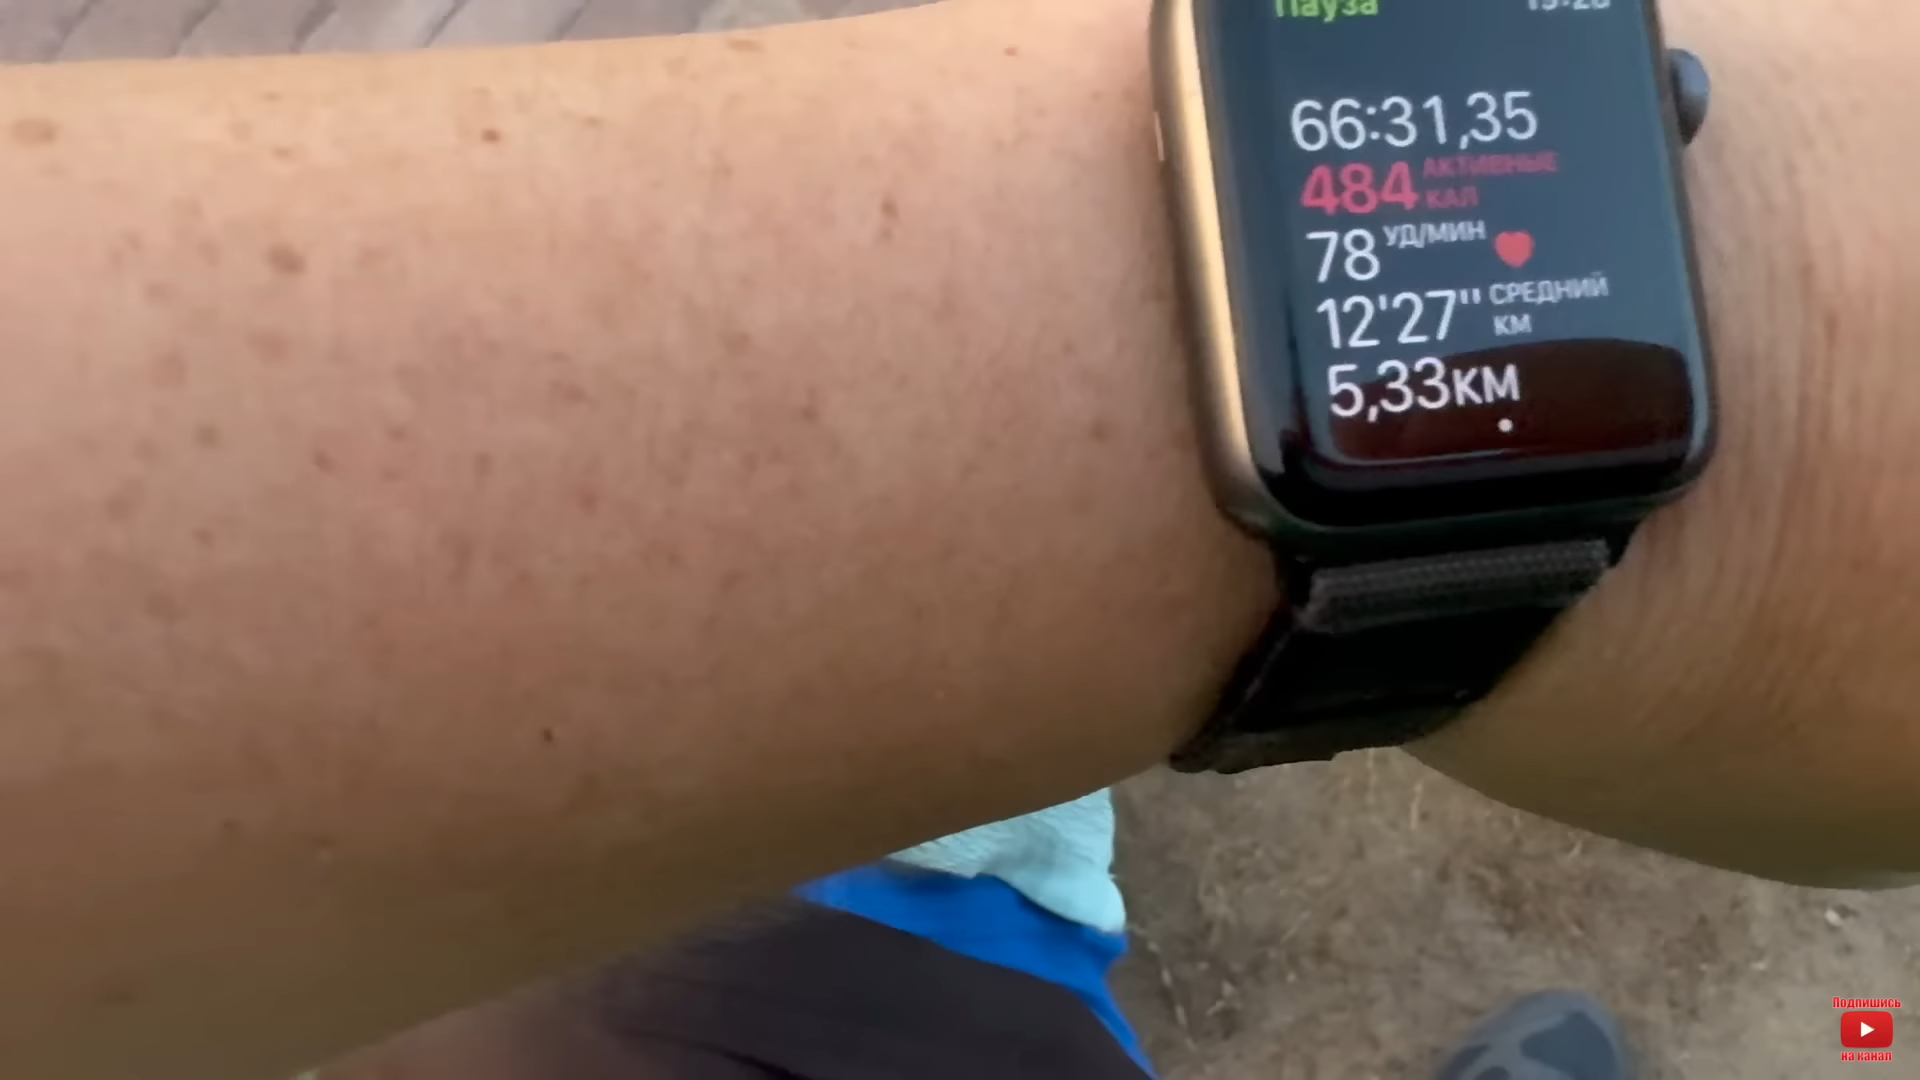 Пауза
66:31,35
484 АКТИВНЫЕ
КАЛ
78 УД/МИН
12'27" СРЕДНИЙ
КМ
5,33КМ
Подпишись
на канал